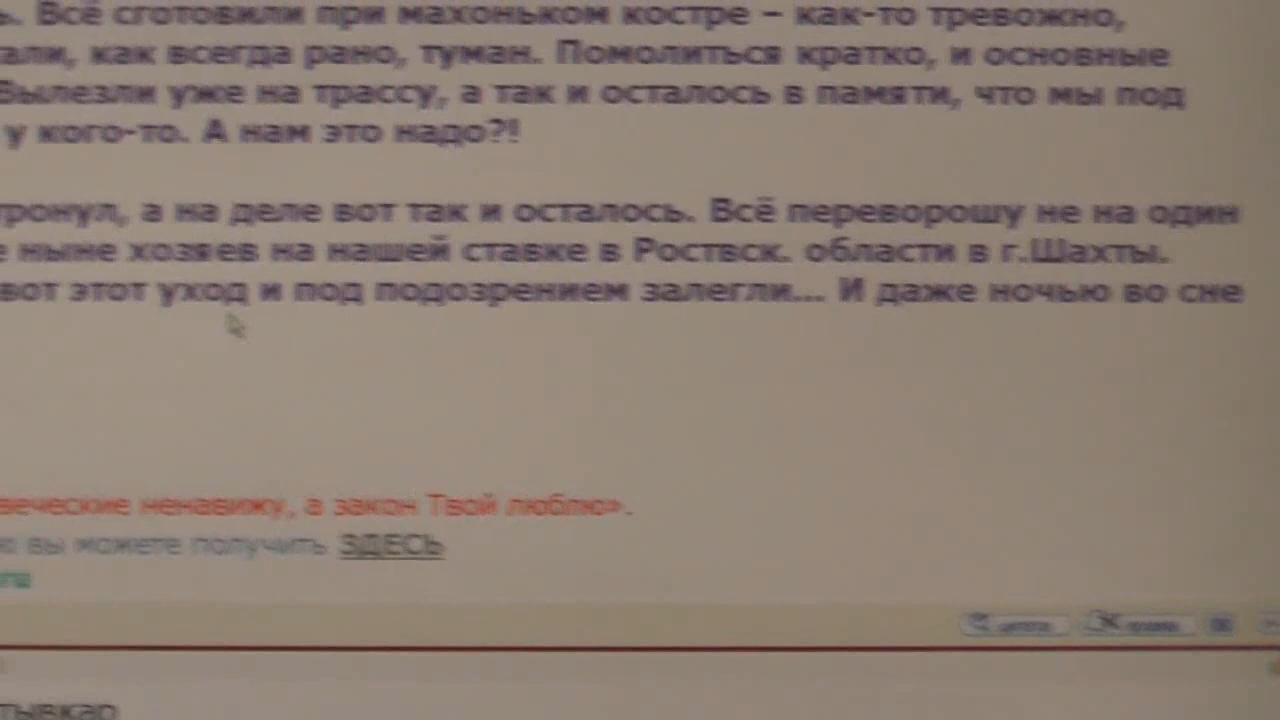 ь. Всё сготовили при махоньком костре – как-то тревожно,
тали, как всегда рано, туман. Помолиться кратко, и основные
Вылезли уже на трассу, а так и осталось в памяти, что мы под
у кого-то. А нам это надо?!
тронул, а на деле вот так и осталось. Всё переворошу не на один
е ныне хозяев на нашей ставке в Роствск. области в г.Шахты.
вот этот уход и под подозрением залегли... И даже ночью во сне
веческие ненавижу, а закон Твой люблю».
ю вы можете получить ЗДЕСЬ
тывкар